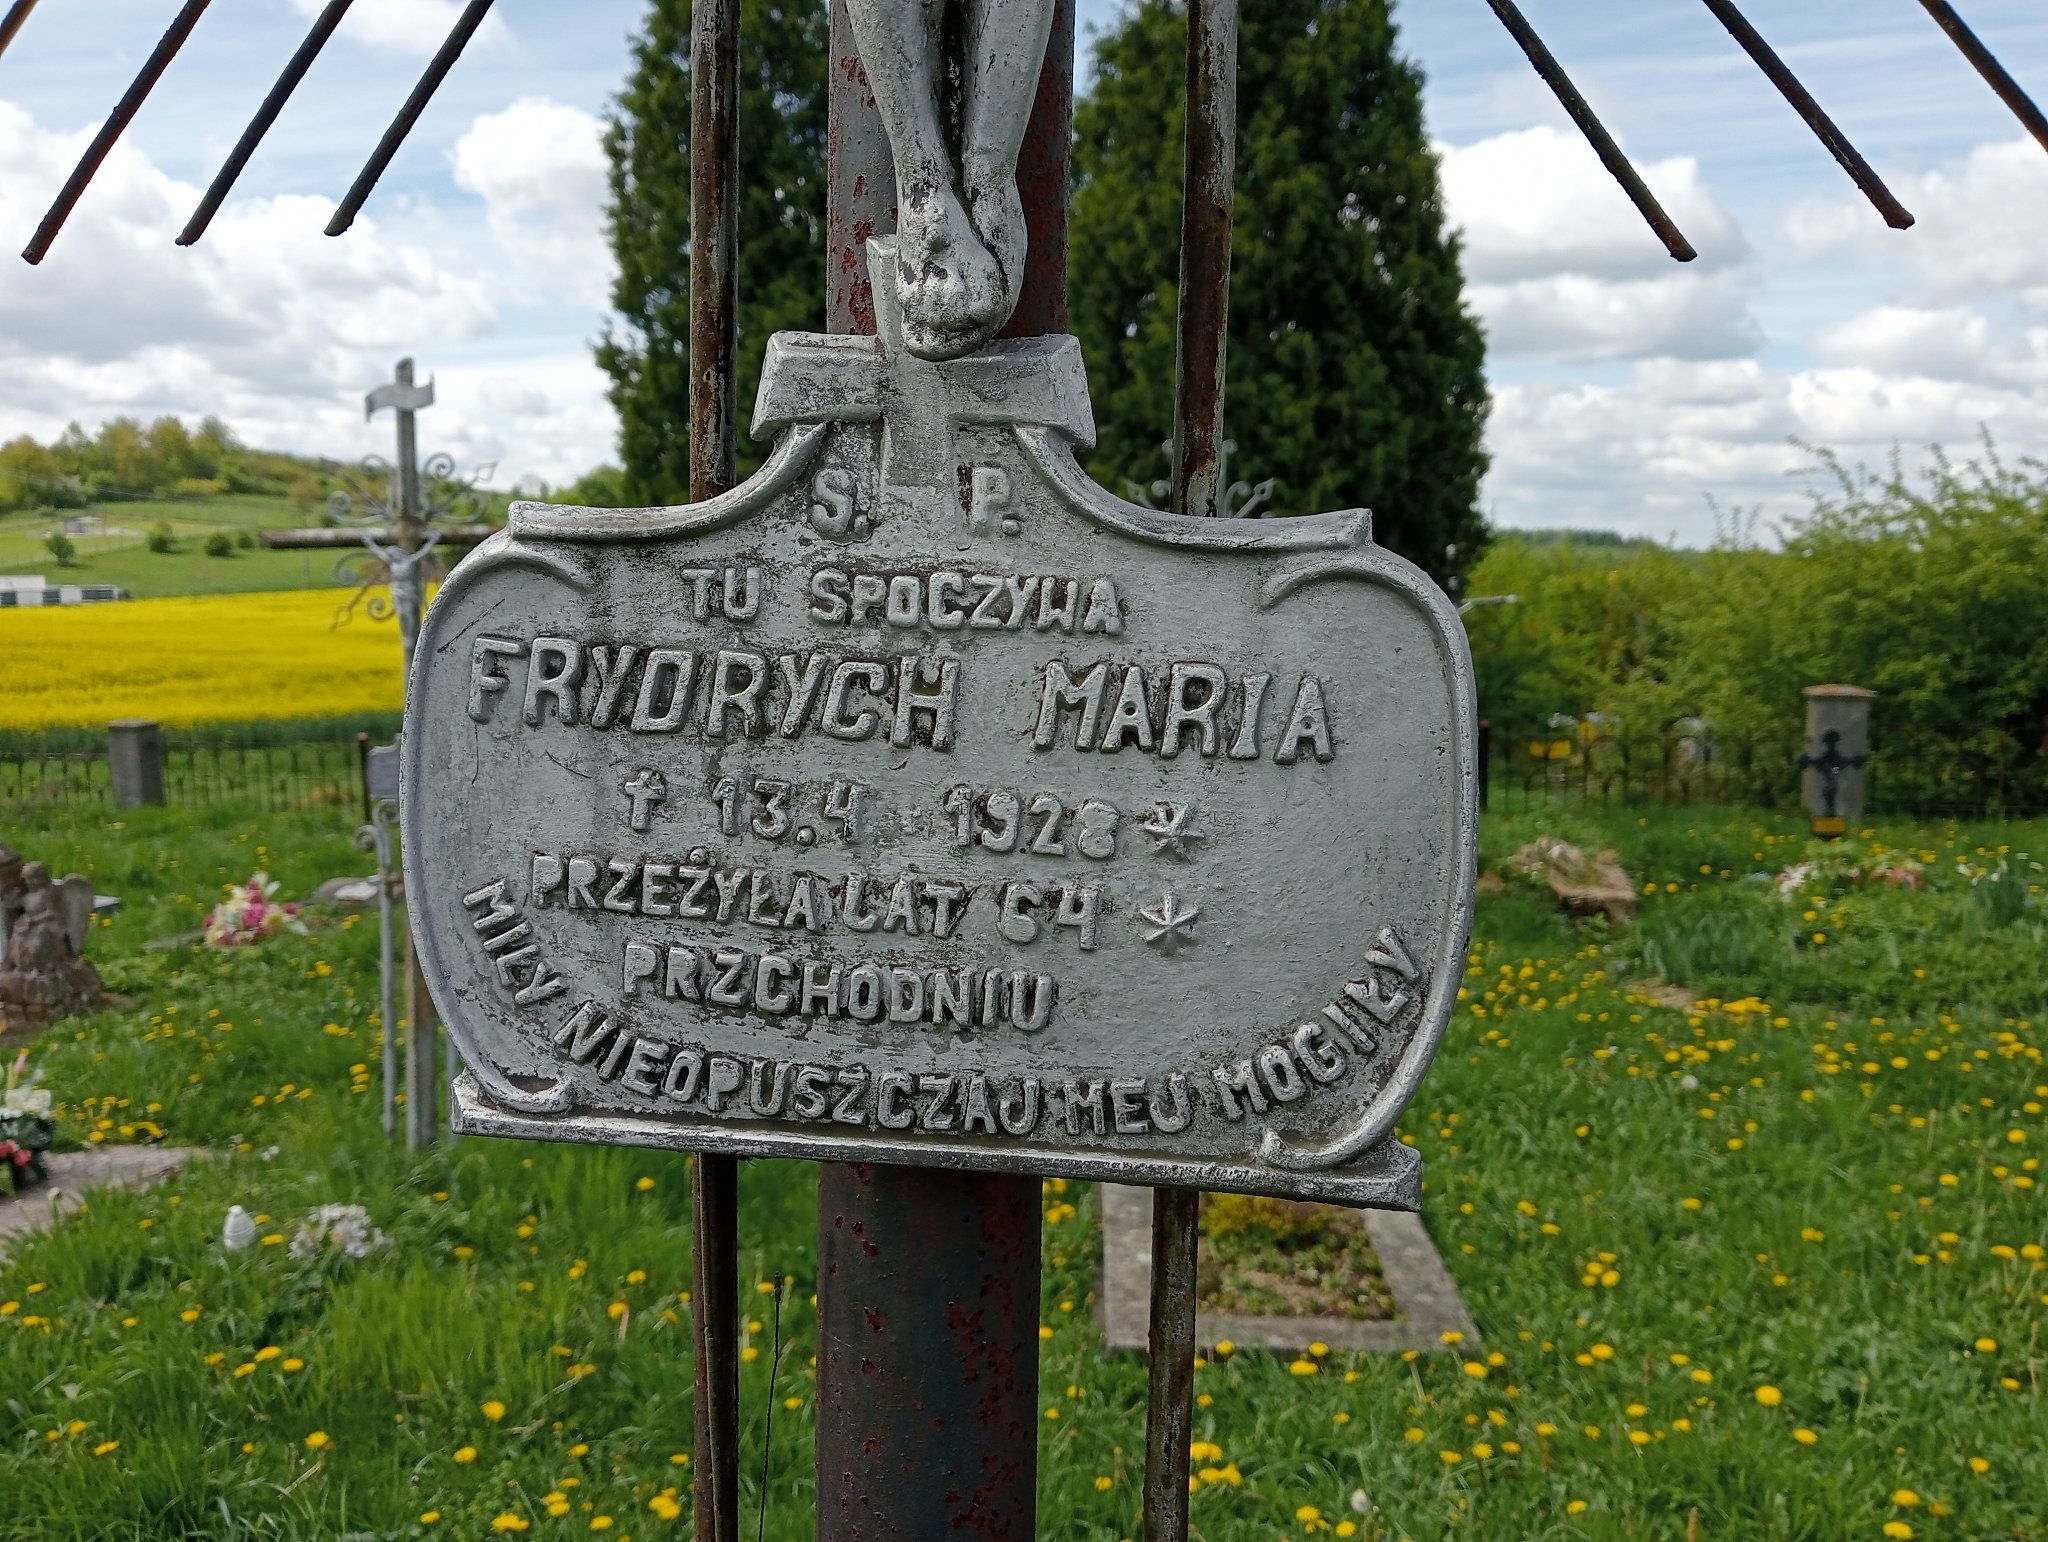 S. P.
TU SPOCZYWA
FRYDRYCH MARIA
† 13.4 1928
PRZEŻYŁA LAT 64
PRZCHODNIU
MIŁY NIEOPUSZCZAJ MEJ MOGIŁY